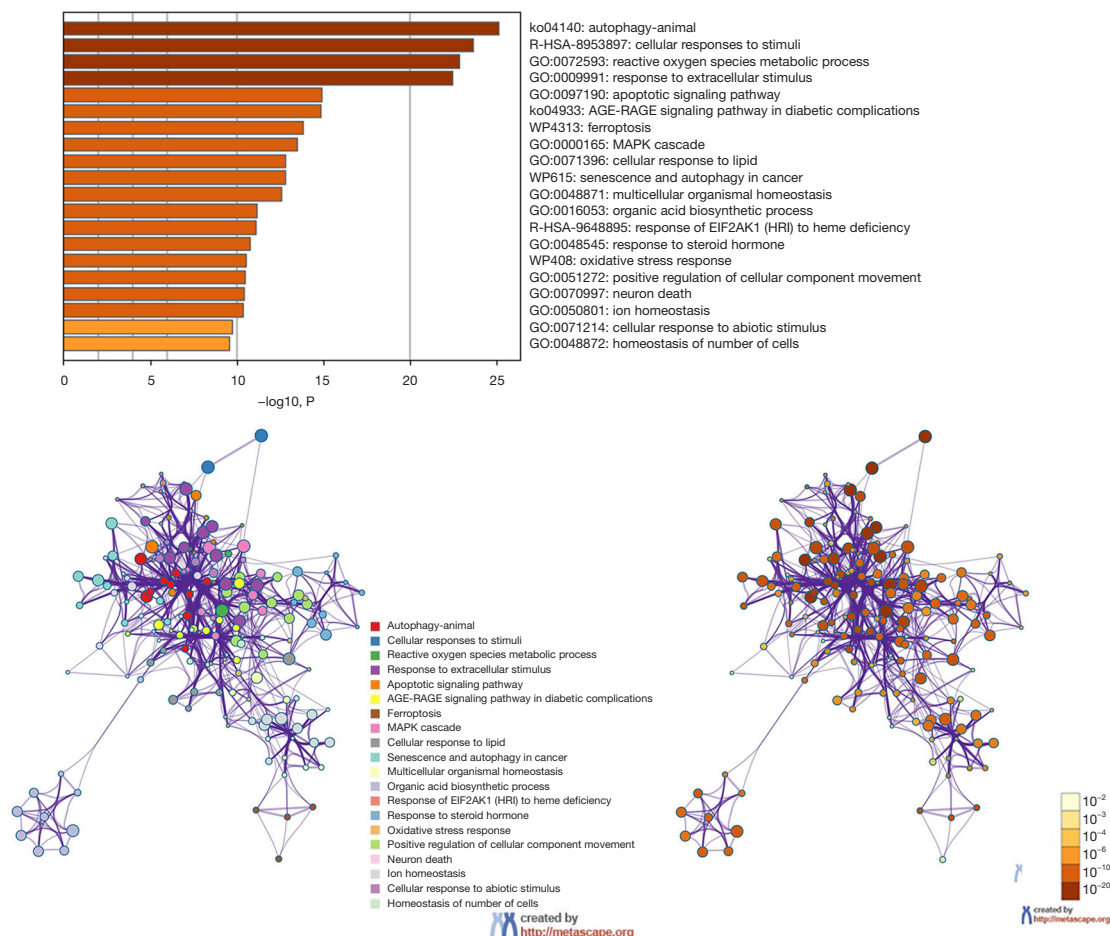 ko04140: autophagy-animal
R-HSA-8953897: cellular responses to stimuli
GO:0072593: reactive oxygen species metabolic process
GO:0009991: response to extracellular stimulus
GO:0097190: apoptotic signaling pathway
ko04933: AGE-RAGE signaling pathway in diabetic complications
WP4313: ferroptosis
GO:0000165: MAPK cascade
GO:0071396: cellular response to lipid
WP615: senescence and autophagy in cancer
GO:0048871: multicellular organismal homeostasis
GO:0016053: organic acid biosynthetic process
R-HSA-9648895: response of EIF2AK1 (HRI) to heme deficiency
GO:0048545: response to steroid hormone
WP408: oxidative stress response
GO:0051272: positive regulation of cellular component movement
GO:0070997: neuron death
GO:0050801: ion homeostasis
GO:0071214: cellular response to abiotic stimulus
GO:0048872: homeostasis of number of cells
0 5 10 15 20 25
−log10, P
Autophagy-animal
Cellular responses to stimuli
Reactive oxygen species metabolic process
Response to extracellular stimulus
Apoptotic signaling pathway
AGE-RAGE signaling pathway in diabetic complications
Ferroptosis
MAPK cascade
Cellular response to lipid
Senescence and autophagy in cancer
Multicellular organismal homeostasis
Organic acid biosynthetic process
Response of EIF2AK1 (HRI) to heme deficiency
Response to steroid hormone
Oxidative stress response
Positive regulation of cellular component movement
Neuron death
Ion homeostasis
Cellular response to abiotic stimulus
Homeostasis of number of cells
created by
http://metascape.org
10⁻²
10⁻³
10⁻⁴
10⁻⁶
10⁻¹⁰
10⁻²⁰
created by
http://metascape.org